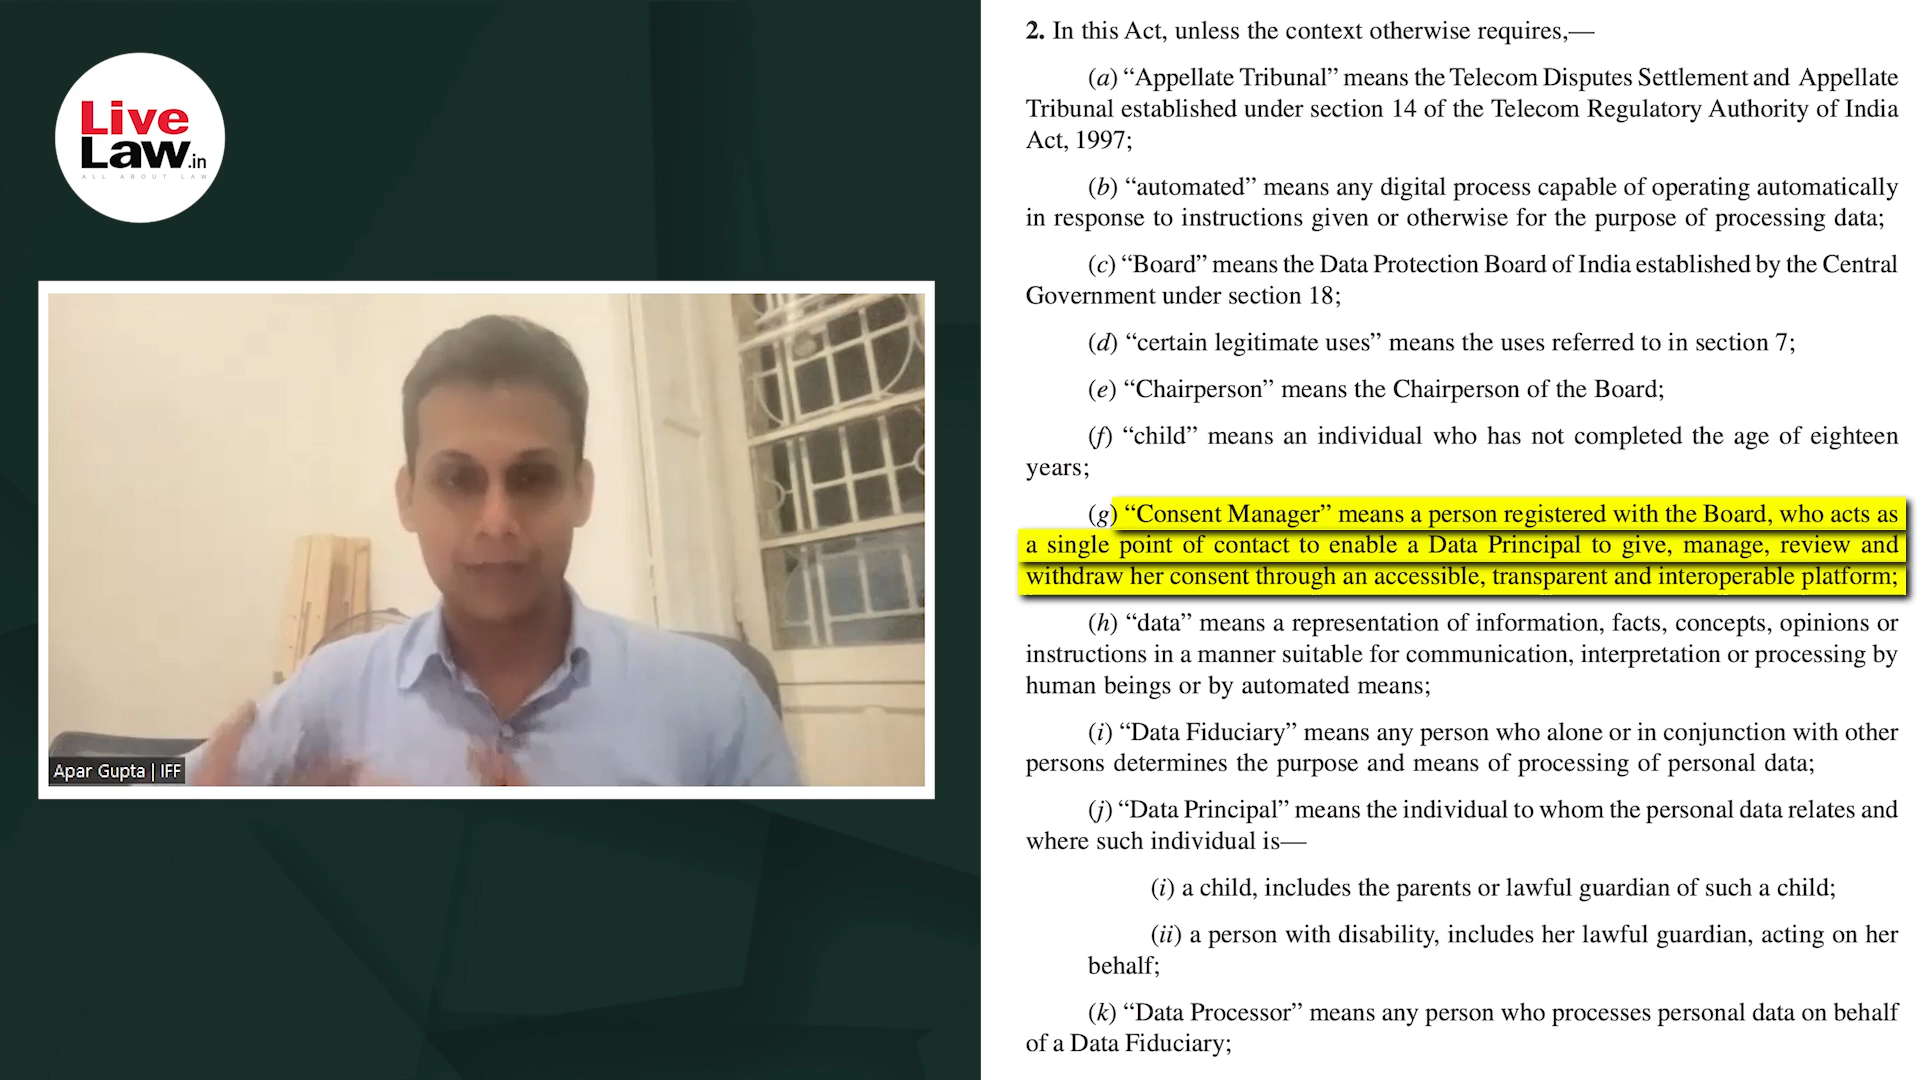 Live
Law.in
ALL ABOUT LAW
Apar Gupta | IFF
2. In this Act, unless the context otherwise requires,—
(a) “Appellate Tribunal” means the Telecom Disputes Settlement and Appellate
Tribunal established under section 14 of the Telecom Regulatory Authority of India
Act, 1997;
(b) “automated” means any digital process capable of operating automatically
in response to instructions given or otherwise for the purpose of processing data;
(c) “Board” means the Data Protection Board of India established by the Central
Government under section 18;
(d) “certain legitimate uses” means the uses referred to in section 7;
(e) “Chairperson” means the Chairperson of the Board;
(f) “child” means an individual who has not completed the age of eighteen
years;
(g) “Consent Manager” means a person registered with the Board, who acts as
a single point of contact to enable a Data Principal to give, manage, review and
withdraw her consent through an accessible, transparent and interoperable platform;
(h) “data” means a representation of information, facts, concepts, opinions or
instructions in a manner suitable for communication, interpretation or processing by
human beings or by automated means;
(i) “Data Fiduciary” means any person who alone or in conjunction with other
persons determines the purpose and means of processing of personal data;
(j) “Data Principal” means the individual to whom the personal data relates and
where such individual is—
(i) a child, includes the parents or lawful guardian of such a child;
(ii) a person with disability, includes her lawful guardian, acting on her
behalf;
(k) “Data Processor” means any person who processes personal data on behalf
of a Data Fiduciary;